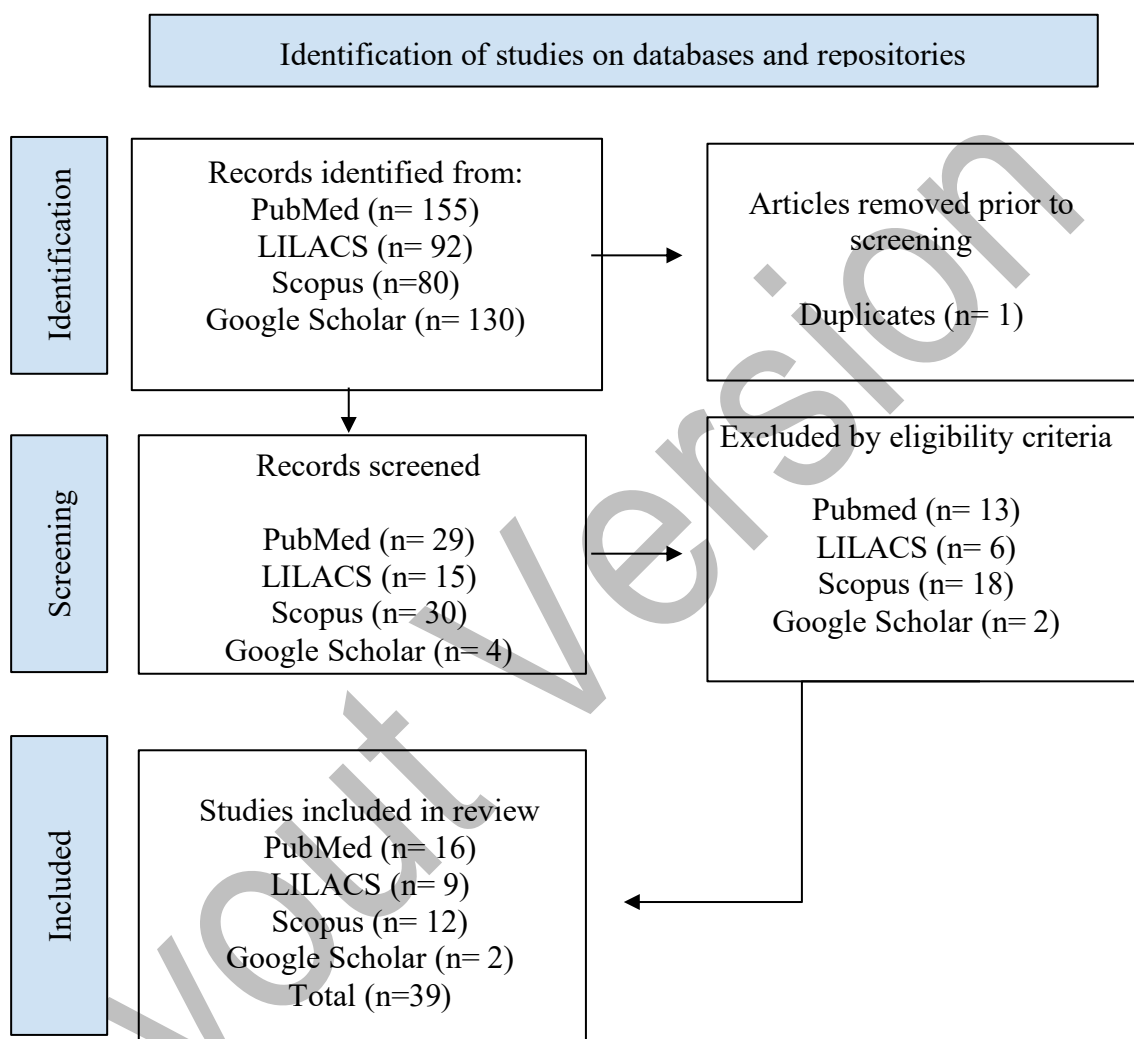 Identification of studies on databases and repositories
Identification
Records identified from:
PubMed (n= 155)
LILACS (n= 92)
Scopus (n=80)
Google Scholar (n= 130)
Articles removed prior to
screening
Duplicates (n= 1)
Screening
Records screened
PubMed (n= 29)
LILACS (n= 15)
Scopus (n= 30)
Google Scholar (n= 4)
Excluded by eligibility criteria
Pubmed (n= 13)
LILACS (n= 6)
Scopus (n= 18)
Google Scholar (n= 2)
Included
Studies included in review
PubMed (n= 16)
LILACS (n= 9)
Scopus (n= 12)
Google Scholar (n= 2)
Total (n=39)
yout Version